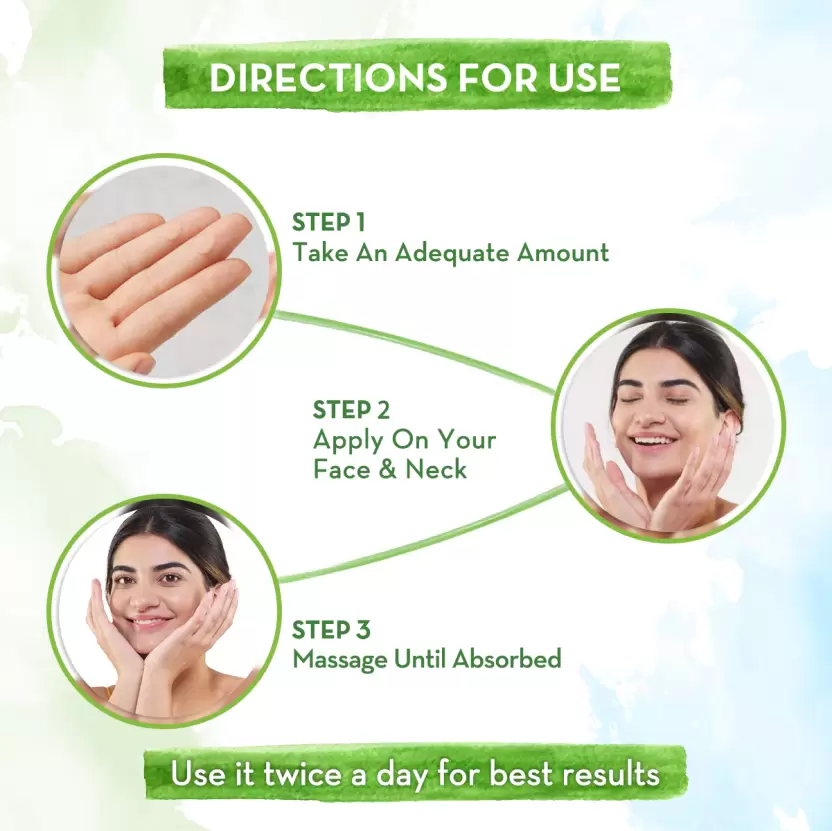 DIRECTIONS FOR USE
STEP 1
Take An Adequate Amount
STEP 2
Apply On Your
Face & Neck
STEP 3
Massage Until Absorbed
Use it twice a day for best results